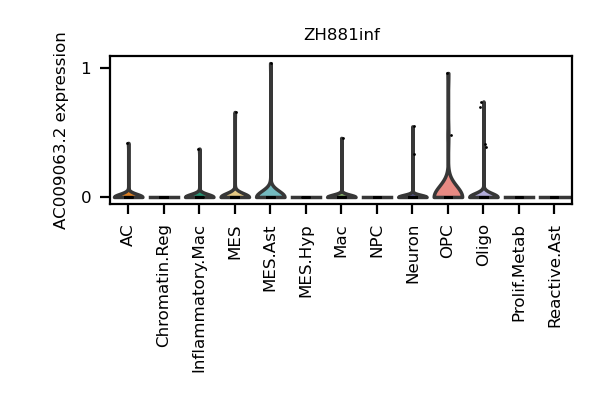 ZH881inf
AC009063.2 expression
1
0
AC
Chromatin.Reg
Inflammatory.Mac
MES
MES.Ast
MES.Hyp
Mac
NPC
Neuron
OPC
Oligo
Prolif.Metab
Reactive.Ast